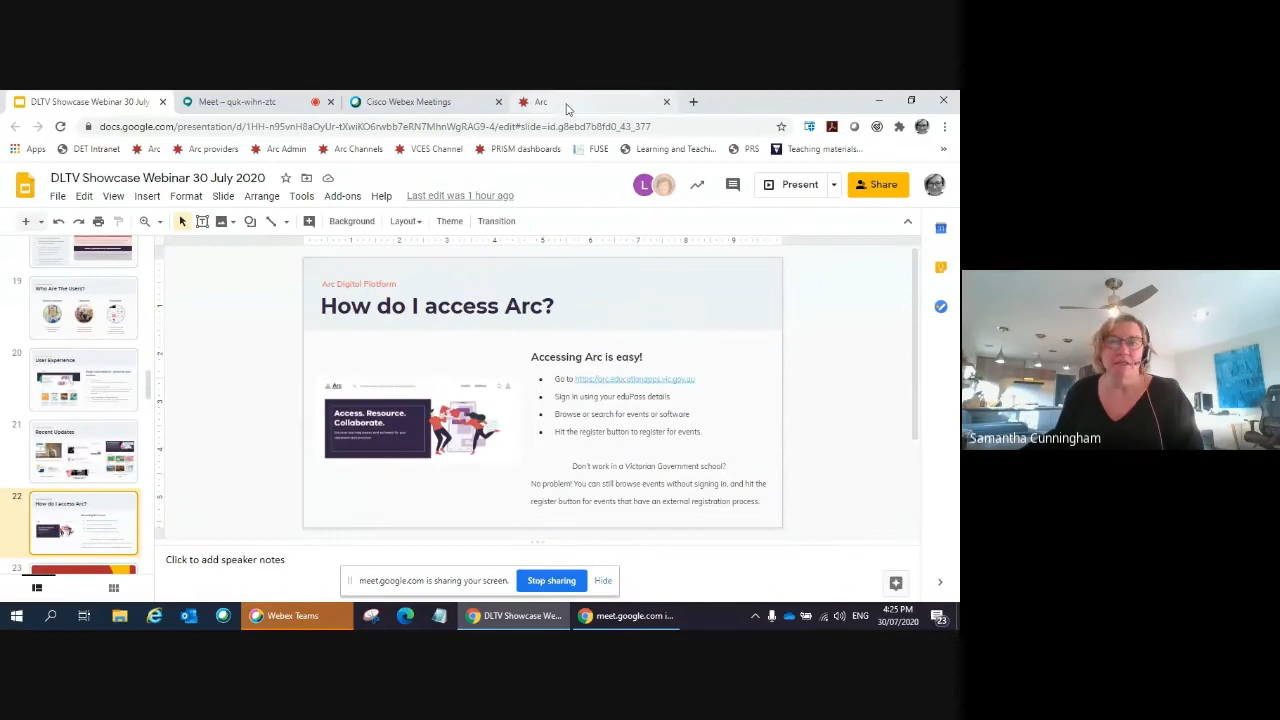 DLTV Showcase Webinar 30 July
Meet – quk-wihn-ztc
Cisco Webex Meetings
Arc
docs.google.com/presentation/d/1HH-n95vnH8aOyUr-tXwiKO6rwbb7eRN7MhnWgRAG9-4/edit#slide=id.g8ebd7b8fd0_43_377
Apps
DET Intranet
Arc
Arc providers
Arc Admin
Arc Channels
VCES Channel
PRISM dashboards
FUSE
Learning and Teachi...
PRS
Teaching materials...
DLTV Showcase Webinar 30 July 2020
L
Present
Share
File Edit View Insert Format Slide Arrange Tools Add-ons Help Last edit was 1 hour ago
Background Layout Theme Transition
19
Who Are The Users?
20
User Experience
21
Recent Updates
22
How do I access Arc?
23
Arc Digital Platform
How do I access Arc?
Arc
Access. Resource.
Collaborate.
Accessing Arc is easy!
Go to https://arc.educationapps.vic.gov.au
Sign in using your eduPass details
Browse or search for events or software
Hit the register button to register for events.
Don't work in a Victorian Government school?
No problem! You can still browse events without signing in, and hit the
register button for events that have an external registration process.
Click to add speaker notes
meet.google.com is sharing your screen.
Stop sharing
Hide
Webex Teams
DLTV Showcase We...
meet.google.com i...
ENG
4:25 PM
30/07/2020
23
Samantha Cunningham